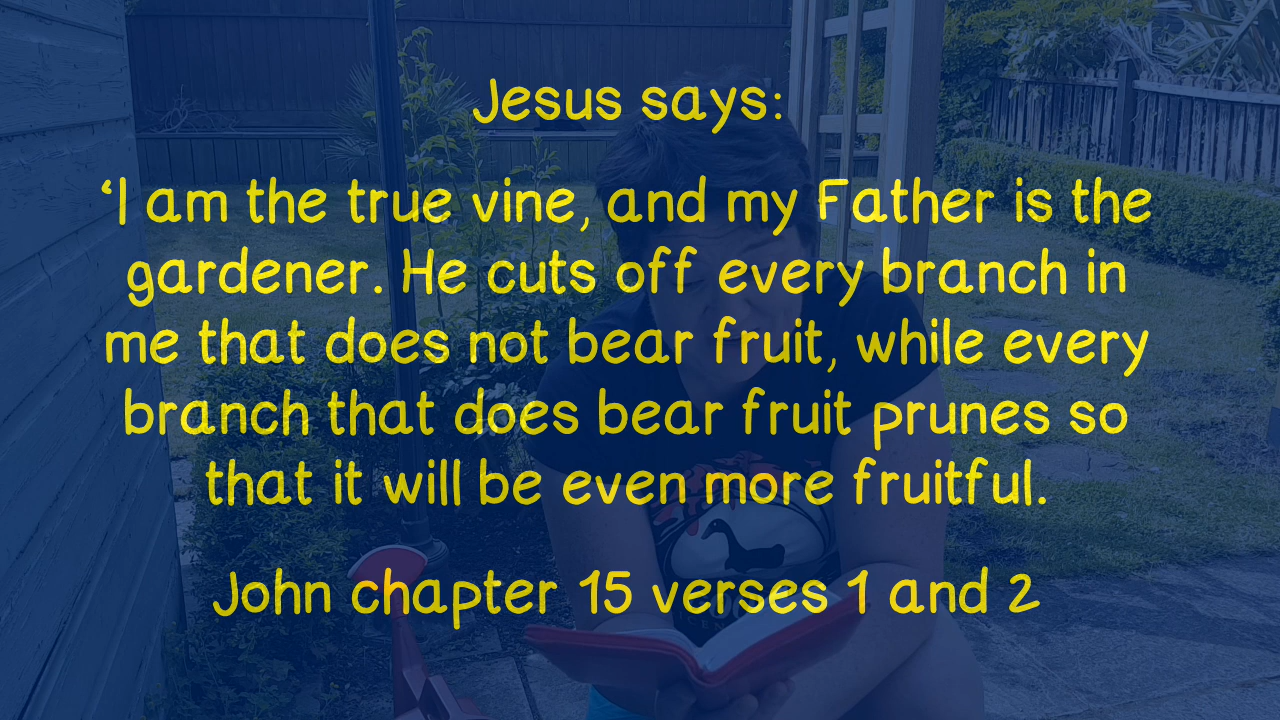 Jesus says:
‘I am the true vine, and my Father is the
gardener. He cuts off every branch in
me that does not bear fruit, while every
branch that does bear fruit prunes so
that it will be even more fruitful.
John chapter 15 verses 1 and 2